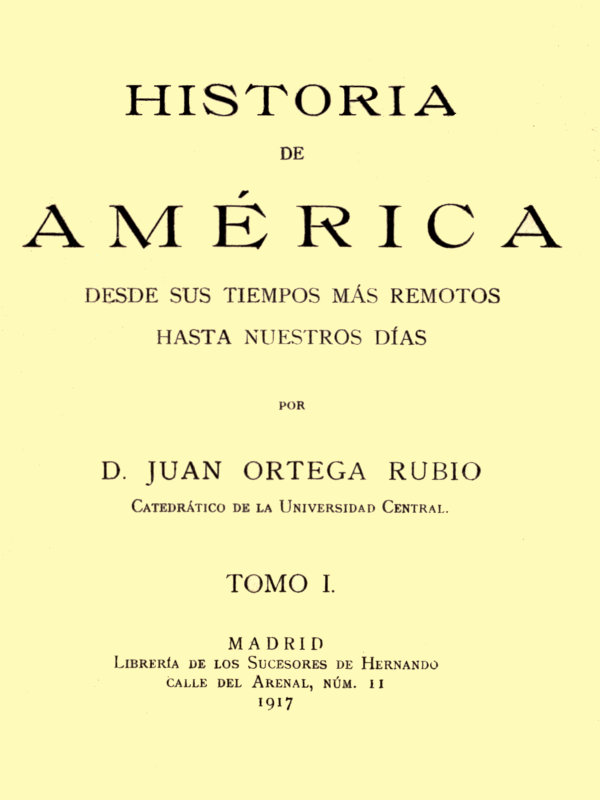 HISTORIA
DE
AMÉRICA
DESDE SUS TIEMPOS MÁS REMOTOS
HASTA NUESTROS DÍAS
POR
D. JUAN ORTEGA RUBIO
CATEDRÁTICO DE LA UNIVERSIDAD CENTRAL.
TOMO I.
MADRID
LIBRERÍA DE LOS SUCESORES DE HERNANDO
CALLE DEL ARENAL, NÚM. 11
1917